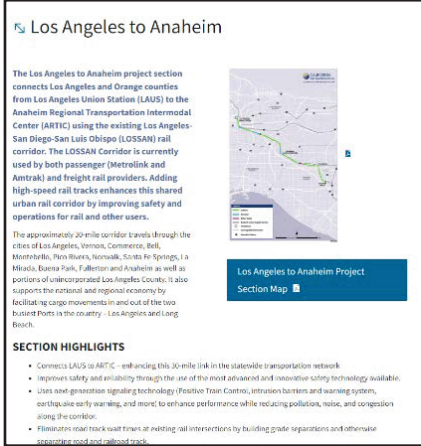 Los Angeles to Anaheim
The Los Angeles to Anaheim project section
connects Los Angeles and Orange counties
from Los Angeles Union Station (LAUS) to the
Anaheim Regional Transportation Intermodal
Center (ARTIC) using the existing Los Angeles-
San Diego-San Luis Obispo (LOSSAN) rail
corridor. The LOSSAN Corridor is currently
used by both passenger (Metrolink and
Amtrak) and freight rail providers. Adding
high-speed rail tracks enhances this shared
urban rail corridor by improving safety and
operations for rail and other users.
The approximately 30-mile corridor travels through the
cities of Los Angeles, Vernon, Commerce, Bell,
Montebello, Pico Rivera, Norwalk, Santa Fe Springs, La
Mirada, Buena Park, Fullerton and Anaheim as well as
portions of unincorporated Los Angeles County. It also
supports the national and regional economy by
facilitating cargo movements in and out of the two
busiest Ports in the country – Los Angeles and Long
Beach.
CALIFORNIA
Los Angeles to Anaheim Project
Section Map
SECTION HIGHLIGHTS
• Connects LAUS to ARTIC – enhancing this 30-mile link in the statewide transportation network
• Improves safety and reliability through the use of the most advanced and innovative safety technology available.
• Uses next-generation signaling technology (Positive Train Control, intrusion barriers and warning system,
earthquake early warning, and more) to enhance performance while reducing pollution, noise, and congestion
along the corridor.
• Eliminates road track wait times at existing rail intersections by building grade separations and otherwise
separating road and railroad track.